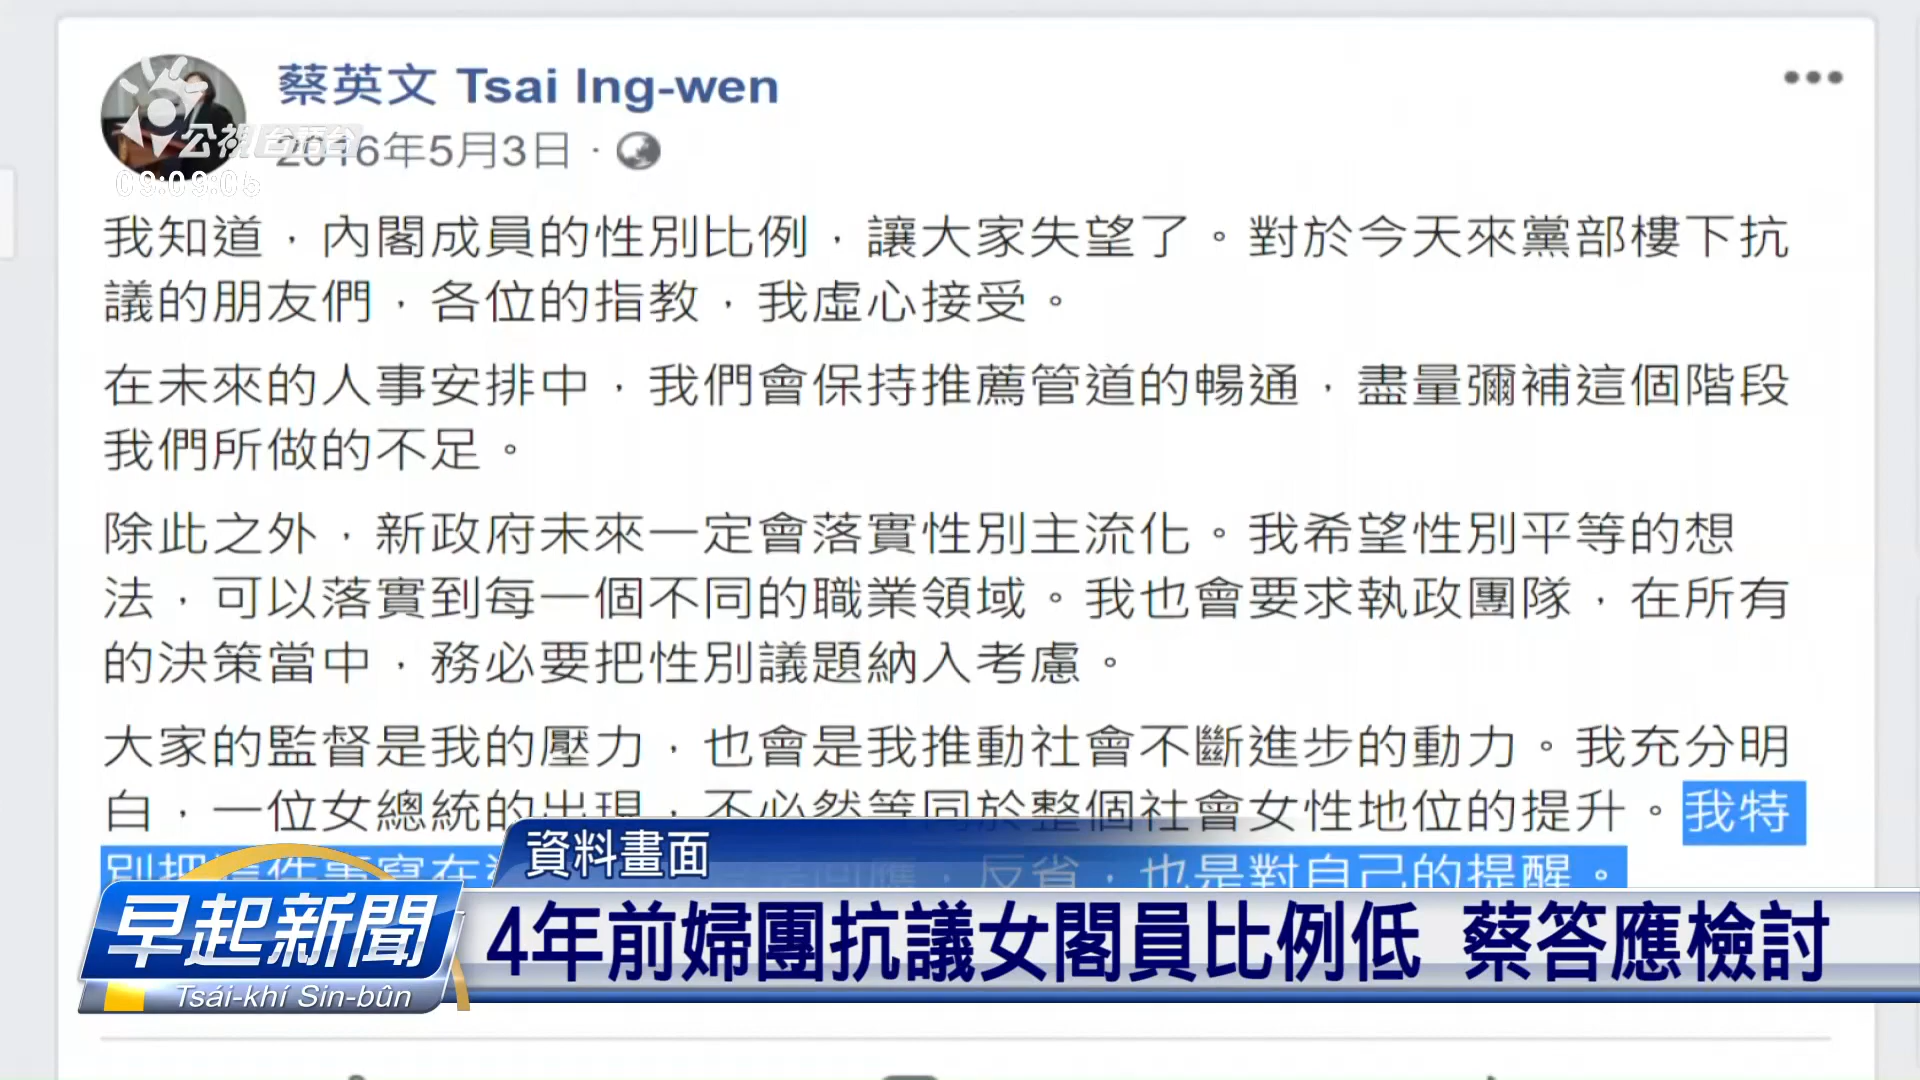 蔡英文 Tsai Ing-wen
2016年5月3日 ·
公視台語台
09:09:05
我知道，內閣成員的性別比例，讓大家失望了。對於今天來黨部樓下抗
議的朋友們，各位的指教，我虛心接受。
在未來的人事安排中，我們會保持推薦管道的暢通，盡量彌補這個階段
我們所做的不足。
除此之外，新政府未來一定會落實性別主流化。我希望性別平等的想
法，可以落實到每一個不同的職業領域。我也會要求執政團隊，在所有
的決策當中，務必要把性別議題納入考慮。
大家的監督是我的壓力，也會是我推動社會不斷進步的動力。我充分明
白，一位女總統的出現，不必然等同於整個社會女性地位的提升。我特
別把這件事寫在 回應，反省，也是對自己的提醒。
資料畫面
早起新聞
Tsái-khí Sin-bûn
4年前婦團抗議女閣員比例低 蔡答應檢討